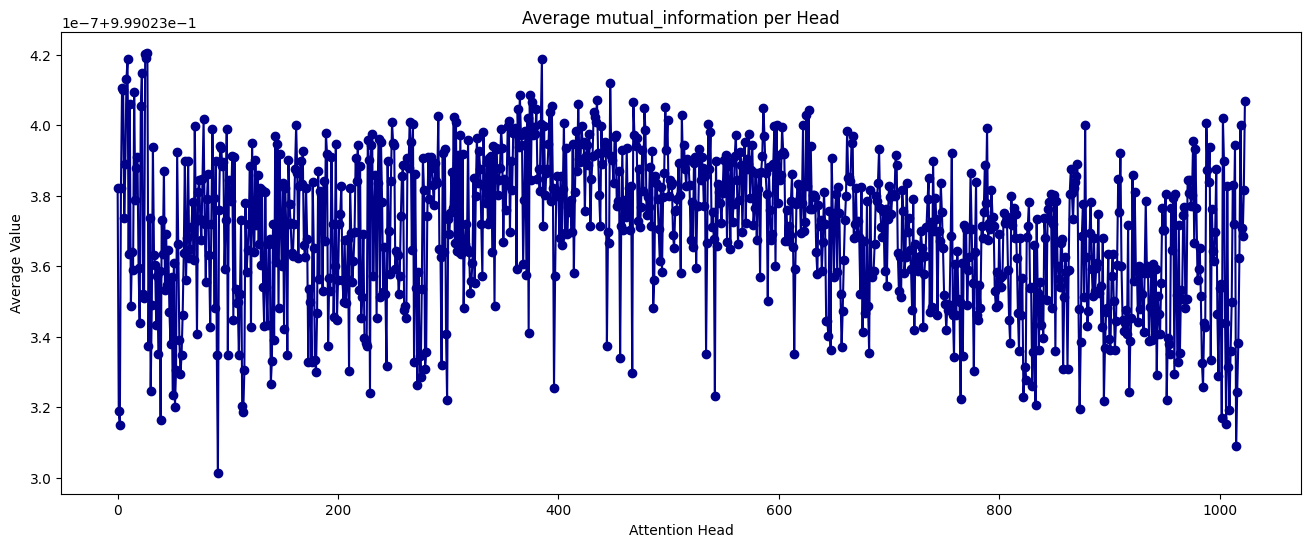 Average mutual_information per Head
1e−7+9.99023e−1
4.2
4.0
3.8
3.6
3.4
3.2
3.0
Average Value
0 200 400 600 800 1000
Attention Head